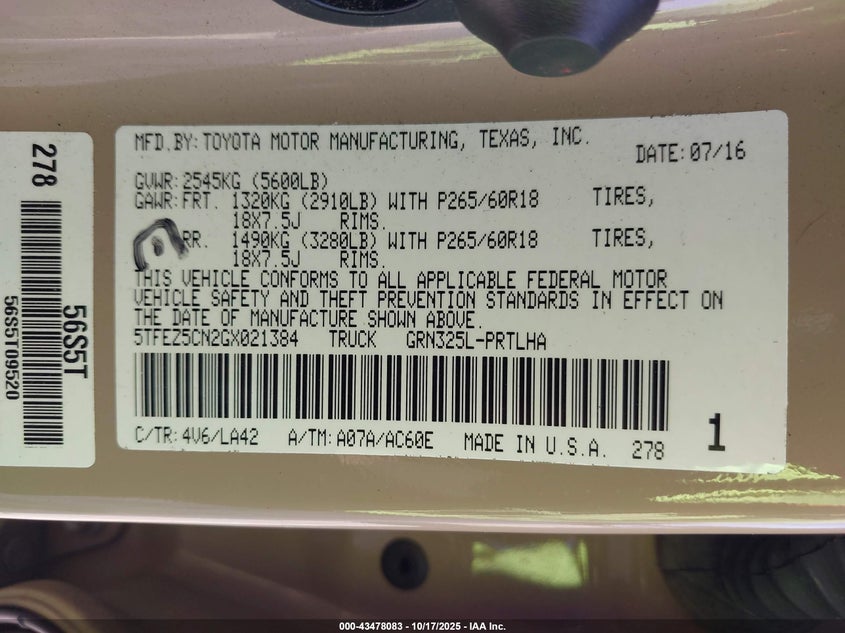 MFD.BY:TOYOTA MOTOR MANUFACTURING, TEXAS, INC.
DATE:07/16
GVWR:2545KG (5600LB)
GAWR:FRT. 1320KG (2910LB) WITH P265/60R18 TIRES,
18X7.5J RIMS.
RR. 1490KG (3280LB) WITH P265/60R18 TIRES,
18X7.5J RIMS.
THIS VEHICLE CONFORMS TO ALL APPLICABLE FEDERAL MOTOR
VEHICLE SAFETY AND THEFT PREVENTION STANDARDS IN EFFECT ON
THE DATE OF MANUFACTURE SHOWN ABOVE.
5TFEZ5CN2GX021384 TRUCK GRN325L-PRTLHA
C/TR:4V6/LA42 A/TM:A07A/AC60E MADE IN U.S.A. 278
1
278
56S5T
56S5T09520
000-43478083 - 10/17/2025 - IAA Inc.